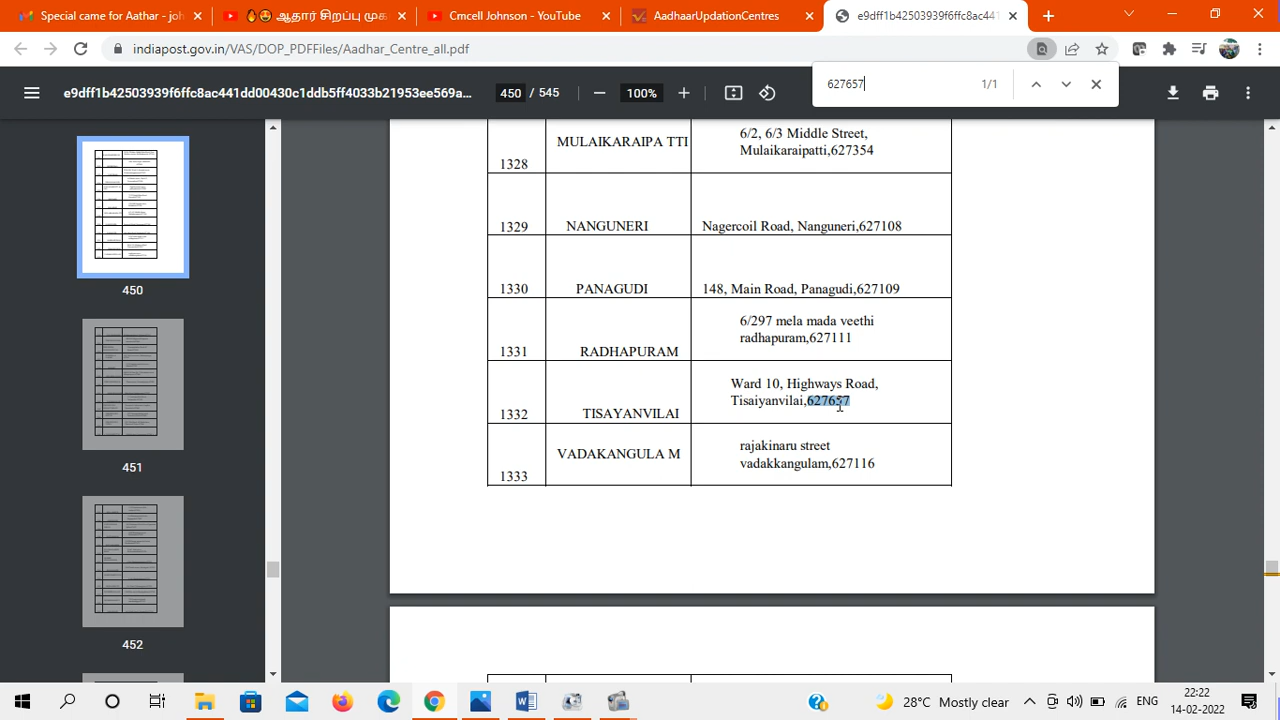 Special came for Aathar - joh
🔥🤩 ஆதார் சிறப்பு முக
Cmcell Johnson - YouTube
AadhaarUpdationCentres
e9dff1b42503939f6ffc8ac441
indiapost.gov.in/VAS/DOP_PDFFiles/Aadhar_Centre_all.pdf
627657
1/1
e9dff1b42503939f6ffc8ac441dd00430c1ddb5ff4033b21953ee569a...
450 / 545
100%
450
451
452
1328
MULAIKARAIPA TTI
6/2, 6/3 Middle Street,
Mulaikaraipatti,627354
1329
NANGUNERI
Nagercoil Road, Nanguneri,627108
1330
PANAGUDI
148, Main Road, Panagudi,627109
1331
RADHAPURAM
6/297 mela mada veethi
radhapuram,627111
1332
TISAYANVILAI
Ward 10, Highways Road,
Tisaiyanvilai,627657
1333
VADAKANGULA M
rajakinaru street
vadakkangulam,627116
28°C Mostly clear
ENG
22:22
14-02-2022